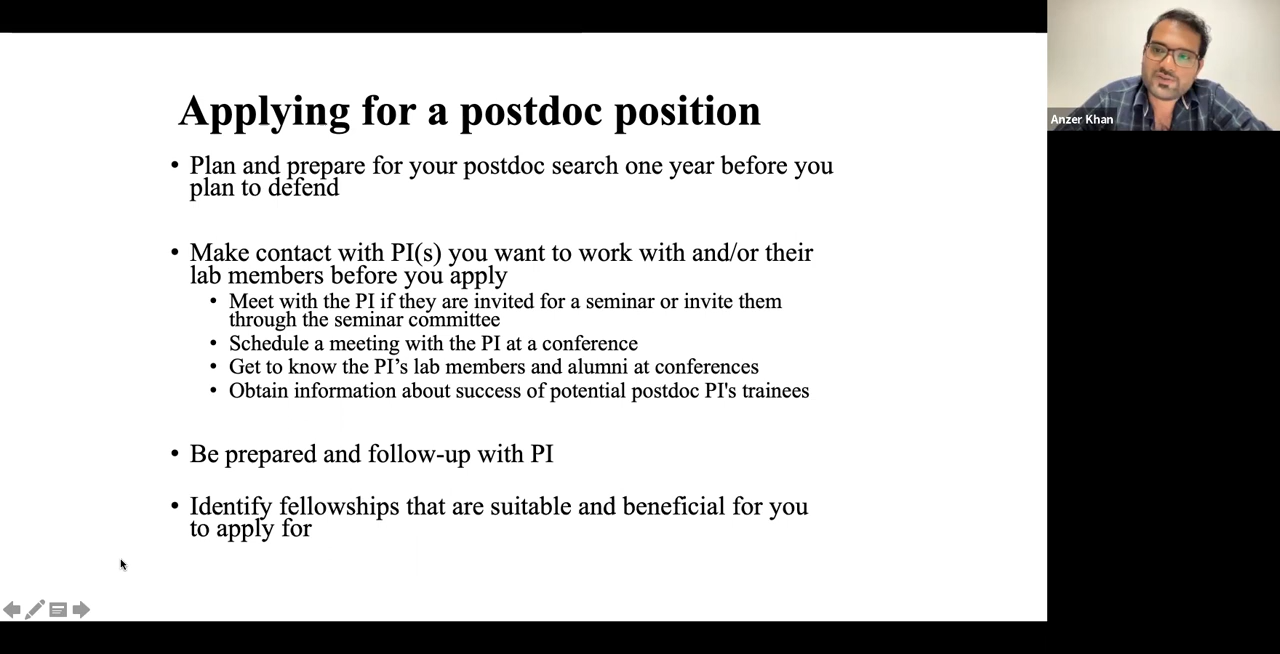 Applying for a postdoc position
• Plan and prepare for your postdoc search one year before you
plan to defend
• Make contact with PI(s) you want to work with and/or their
lab members before you apply
• Meet with the PI if they are invited for a seminar or invite them
through the seminar committee
• Schedule a meeting with the PI at a conference
• Get to know the PI’s lab members and alumni at conferences
• Obtain information about success of potential postdoc PI's trainees
• Be prepared and follow-up with PI
• Identify fellowships that are suitable and beneficial for you
to apply for
Anzer Khan